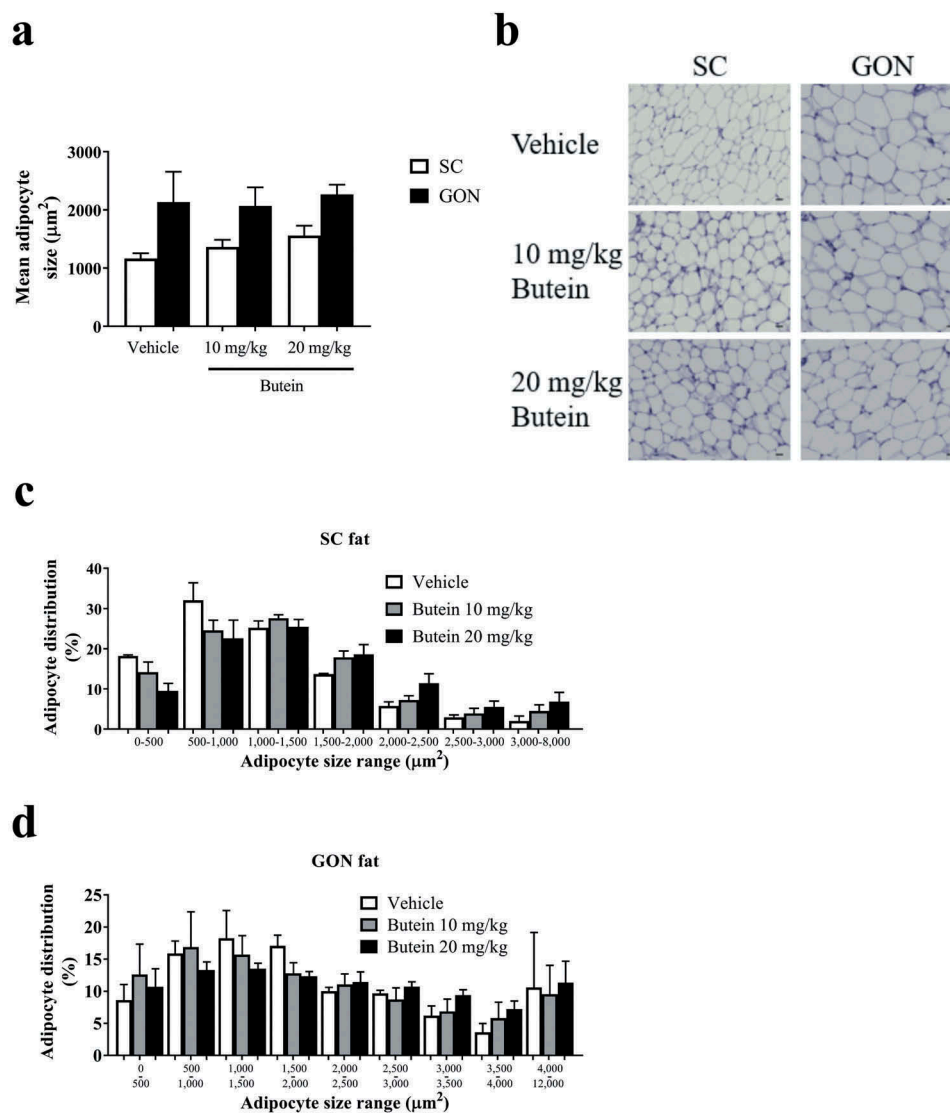 a
3000
2000
1000
0
Mean adipocyte
size (μm²)
SC
GON
Vehicle 10 mg/kg 20 mg/kg
Butein
b
SC GON
Vehicle
10 mg/kg
Butein
20 mg/kg
Butein
c
SC fat
40
30
20
10
0
Adipocyte distribution
(%)
Vehicle
Butein 10 mg/kg
Butein 20 mg/kg
0-500 500-1,000 1,000-1,500 1,500-2,000 2,000-2,500 2,500-3,000 3,000-8,000
Adipocyte size range (μm²)
d
GON fat
25
20
15
10
5
0
Adipocyte distribution
(%)
Vehicle
Butein 10 mg/kg
Butein 20 mg/kg
0 500 1,000 1,500 2,000 2,500 3,000 3,500 4,000
- - - - - - - - -
500 1,000 1,500 2,000 2,500 3,000 3,500 4,000 12,000
Adipocyte size range (μm²)